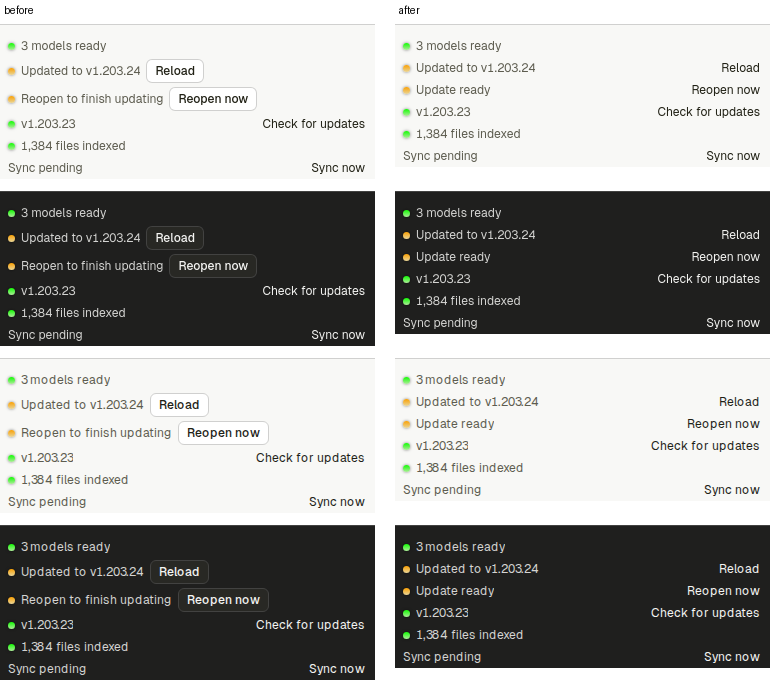 before
3 models ready
Updated to v1.203.24 Reload
Reopen to finish updating Reopen now
v1.203.23 Check for updates
1,384 files indexed
Sync pending Sync now
3 models ready
Updated to v1.203.24 Reload
Reopen to finish updating Reopen now
v1.203.23 Check for updates
1,384 files indexed
Sync pending Sync now
3 models ready
Updated to v1.203.24 Reload
Reopen to finish updating Reopen now
v1.203.23 Check for updates
1,384 files indexed
Sync pending Sync now
3 models ready
Updated to v1.203.24 Reload
Reopen to finish updating Reopen now
v1.203.23 Check for updates
1,384 files indexed
Sync pending Sync now
after
3 models ready
Updated to v1.203.24 Reload
Update ready Reopen now
v1.203.23 Check for updates
1,384 files indexed
Sync pending Sync now
3 models ready
Updated to v1.203.24 Reload
Update ready Reopen now
v1.203.23 Check for updates
1,384 files indexed
Sync pending Sync now
3 models ready
Updated to v1.203.24 Reload
Update ready Reopen now
v1.203.23 Check for updates
1,384 files indexed
Sync pending Sync now
3 models ready
Updated to v1.203.24 Reload
Update ready Reopen now
v1.203.23 Check for updates
1,384 files indexed
Sync pending Sync now